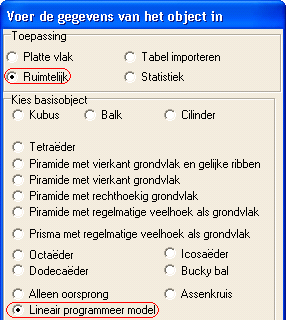 Voer de gegevens van het object in
Toepassing
Platte vlak Tabel importeren
Ruimtelijk Statistiek
Kies basisobject
Kubus Balk Cilinder
Tetraëder
Piramide met vierkant grondvlak en gelijke ribben
Piramide met vierkant grondvlak
Piramide met rechthoekig grondvlak
Piramide met regelmatige veelhoek als grondvlak
Prisma met regelmatige veelhoek als grondvlak
Octaëder Icosaëder
Dodecaëder Bucky bal
Alleen oorsprong Assenkruis
Lineair programmeer model